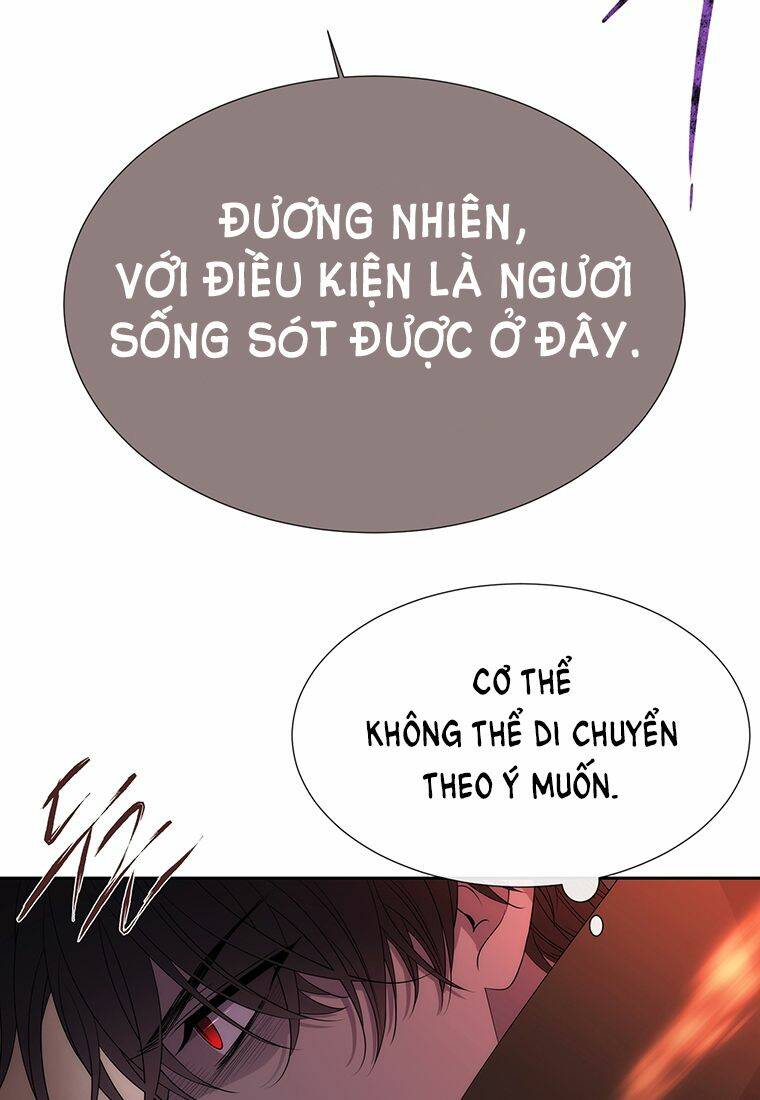 ĐƯƠNG NHIÊN,
VỚI ĐIỀU KIỆN LÀ NGƯƠI
SỐNG SÓT ĐƯỢC Ở ĐÂY.
CƠ THỂ
KHÔNG THỂ DI CHUYỂN
THEO Ý MUỐN.